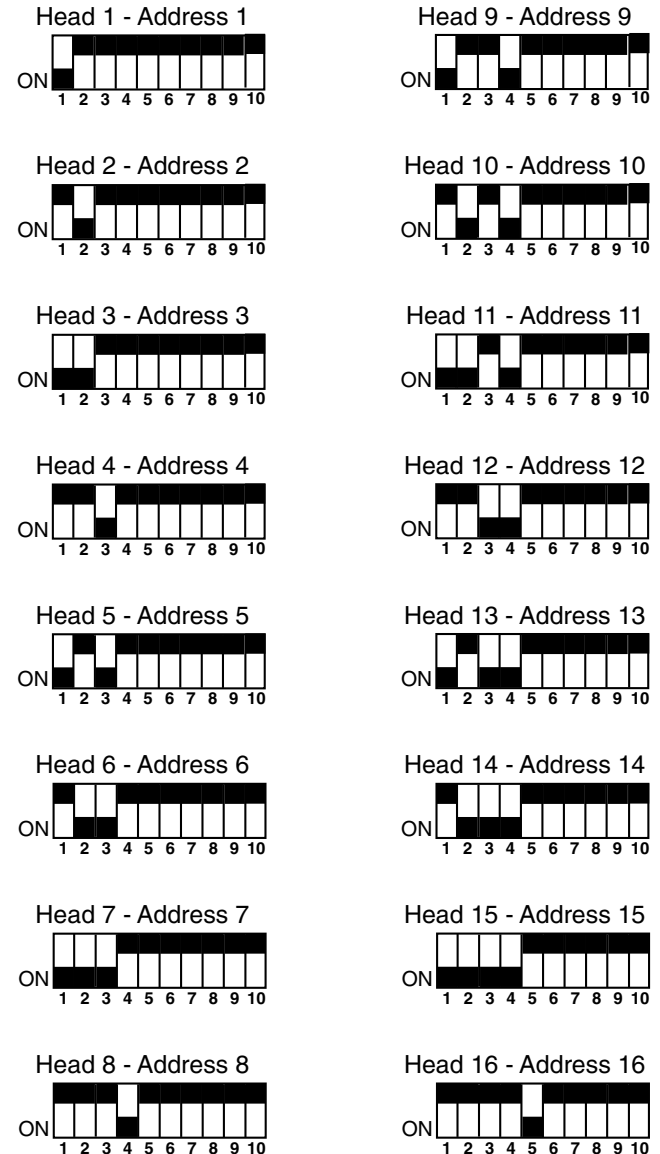 Head 1 - Address 1
ON
1 2 3 4 5 6 7 8 9 10
Head 2 - Address 2
ON
1 2 3 4 5 6 7 8 9 10
Head 3 - Address 3
ON
1 2 3 4 5 6 7 8 9 10
Head 4 - Address 4
ON
1 2 3 4 5 6 7 8 9 10
Head 5 - Address 5
ON
1 2 3 4 5 6 7 8 9 10
Head 6 - Address 6
ON
1 2 3 4 5 6 7 8 9 10
Head 7 - Address 7
ON
1 2 3 4 5 6 7 8 9 10
Head 8 - Address 8
ON
1 2 3 4 5 6 7 8 9 10
Head 9 - Address 9
ON
1 2 3 4 5 6 7 8 9 10
Head 10 - Address 10
ON
1 2 3 4 5 6 7 8 9 10
Head 11 - Address 11
ON
1 2 3 4 5 6 7 8 9 10
Head 12 - Address 12
ON
1 2 3 4 5 6 7 8 9 10
Head 13 - Address 13
ON
1 2 3 4 5 6 7 8 9 10
Head 14 - Address 14
ON
1 2 3 4 5 6 7 8 9 10
Head 15 - Address 15
ON
1 2 3 4 5 6 7 8 9 10
Head 16 - Address 16
ON
1 2 3 4 5 6 7 8 9 10